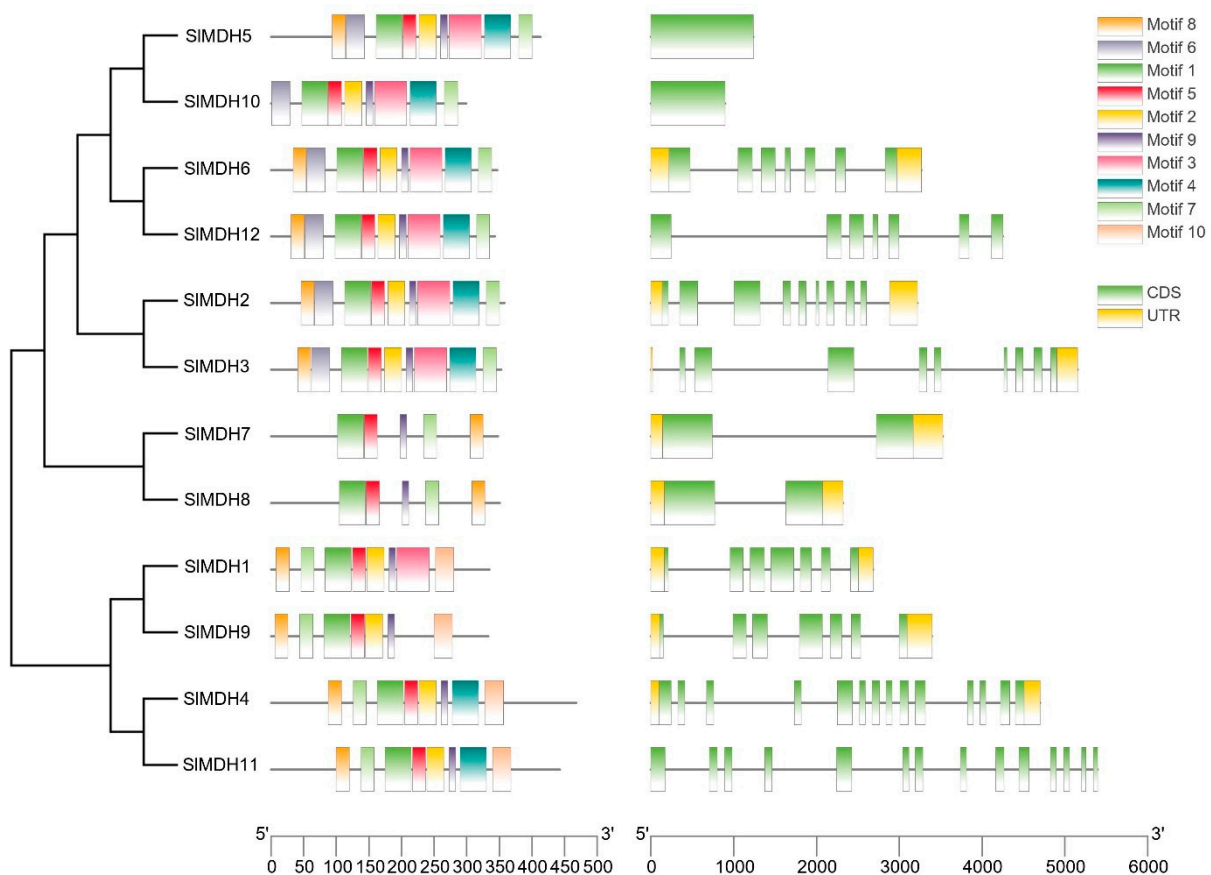 SlMDH5
SlMDH10
SlMDH6
SlMDH12
SlMDH2
SlMDH3
SlMDH7
SlMDH8
SlMDH1
SlMDH9
SlMDH4
SlMDH11
Motif 8
Motif 6
Motif 1
Motif 5
Motif 2
Motif 9
Motif 3
Motif 4
Motif 7
Motif 10
CDS
UTR
5' 3'
0 50 100 150 200 250 300 350 400 450 500
5' 3'
0 1000 2000 3000 4000 5000 6000